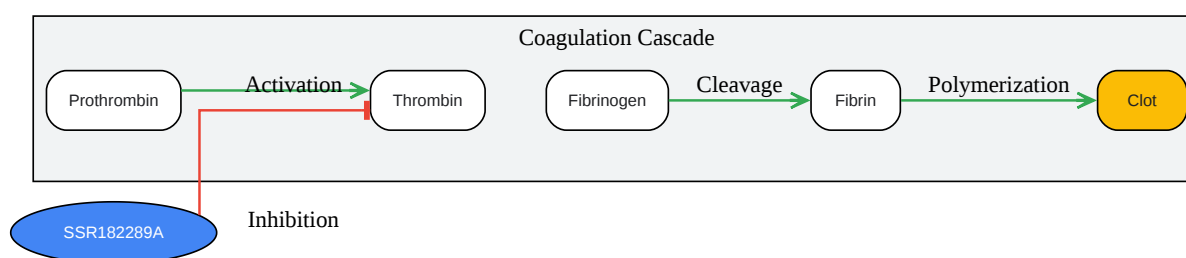 Coagulation Cascade
Prothrombin
Activation
Thrombin
Fibrinogen
Cleavage
Fibrin
Polymerization
Clot
SSR182289A
Inhibition